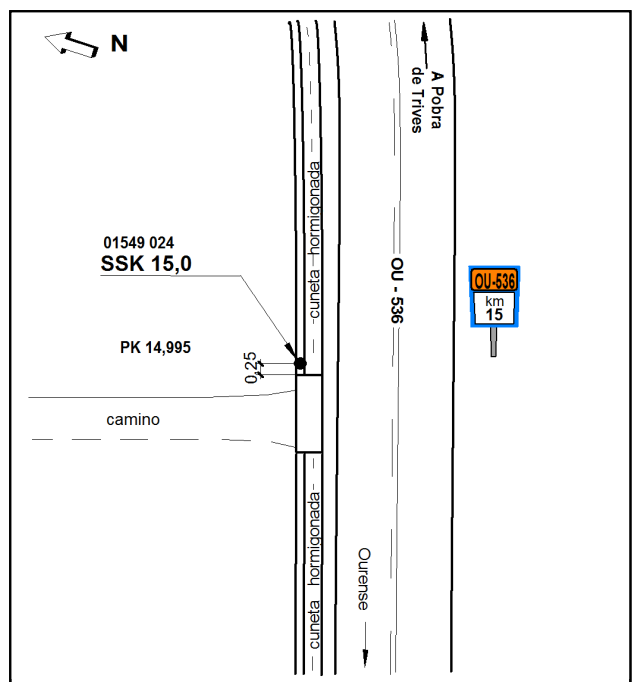 N
A Pobra
de Trives
cuneta hormigonada
01549 024
SSK 15,0
OU - 536
OU-536
km
15
PK 14,995
0,25
camino
cuneta hormigonada
Ourense